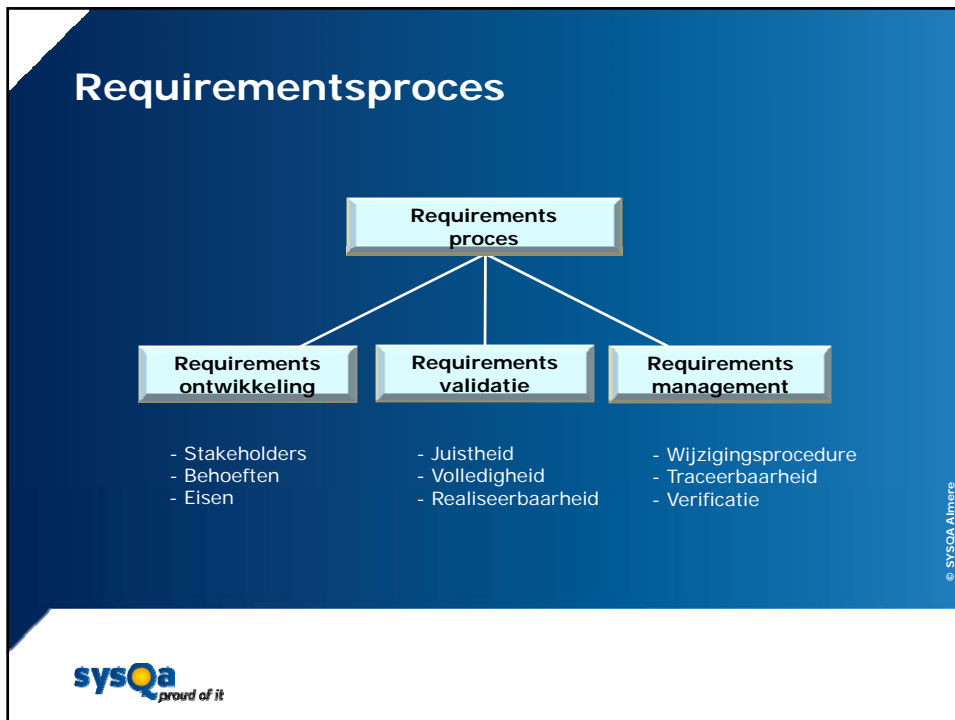 Requirementsproces
Requirements
proces
Requirements
ontwikkeling
Requirements
validatie
Requirements
management
- Stakeholders
- Behoeften
- Eisen
- Juistheid
- Volledigheid
- Realiseerbaarheid
- Wijzigingsprocedure
- Traceerbaarheid
- Verificatie
© SYSQA Almere
sysQa
proud of it